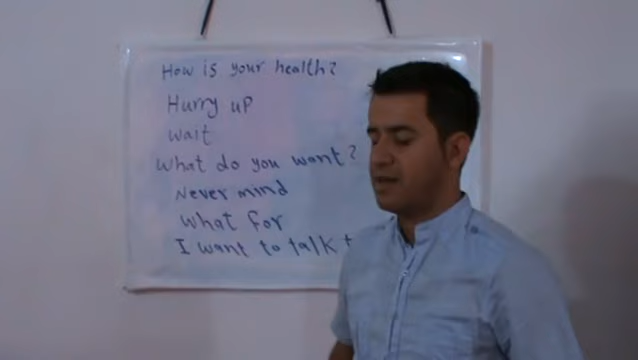 How is your health?
Hurry up
wait
What do you want?
Never mind
What for
I want to talk t